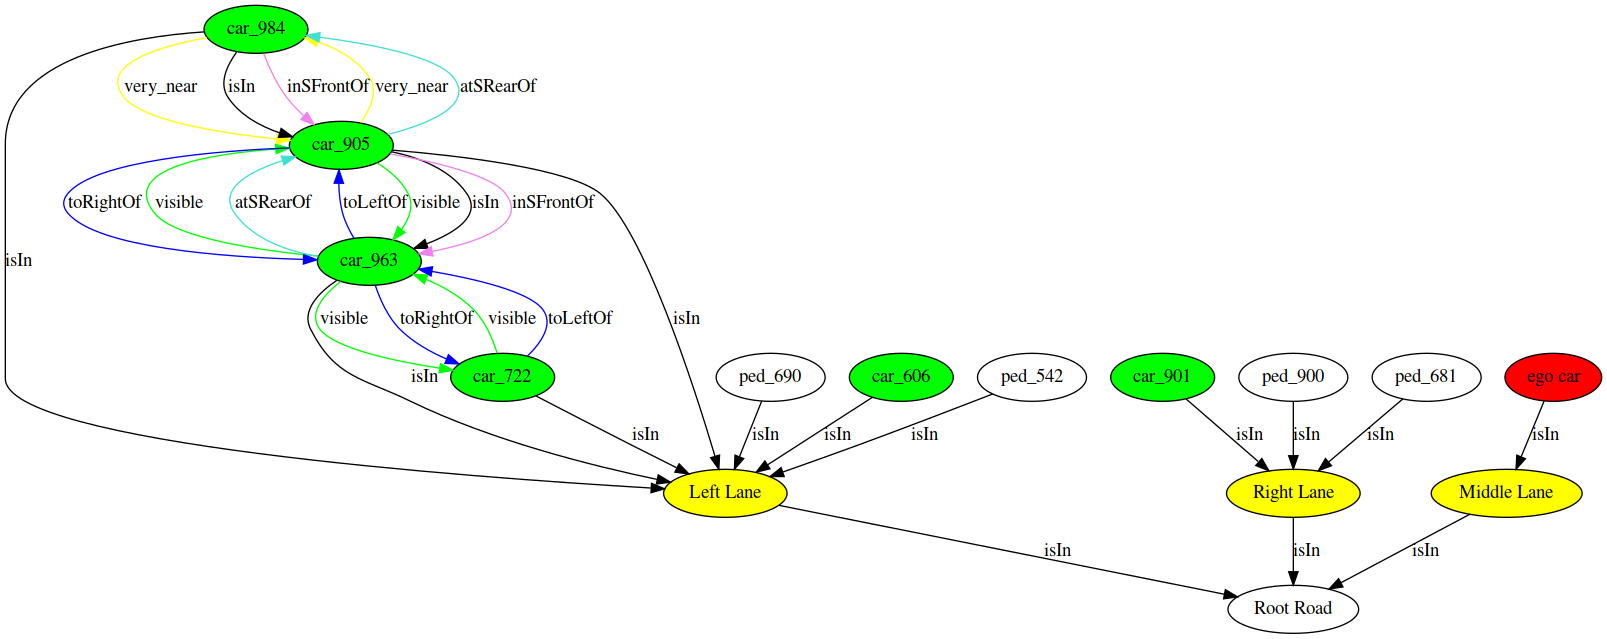 car_984
very_near
isIn
inSFrontOf
very_near
atSRearOf
car_905
toRightOf
visible
atSRearOf
toLeftOf
visible
isIn
inSFrontOf
isIn
car_963
visible
toRightOf
visible
toLeftOf
isIn
isIn
car_722
ped_690
car_606
ped_542
car_901
ped_900
ped_681
ego car
isIn
isIn
isIn
isIn
isIn
isIn
isIn
isIn
Left Lane
Right Lane
Middle Lane
isIn
isIn
isIn
Root Road